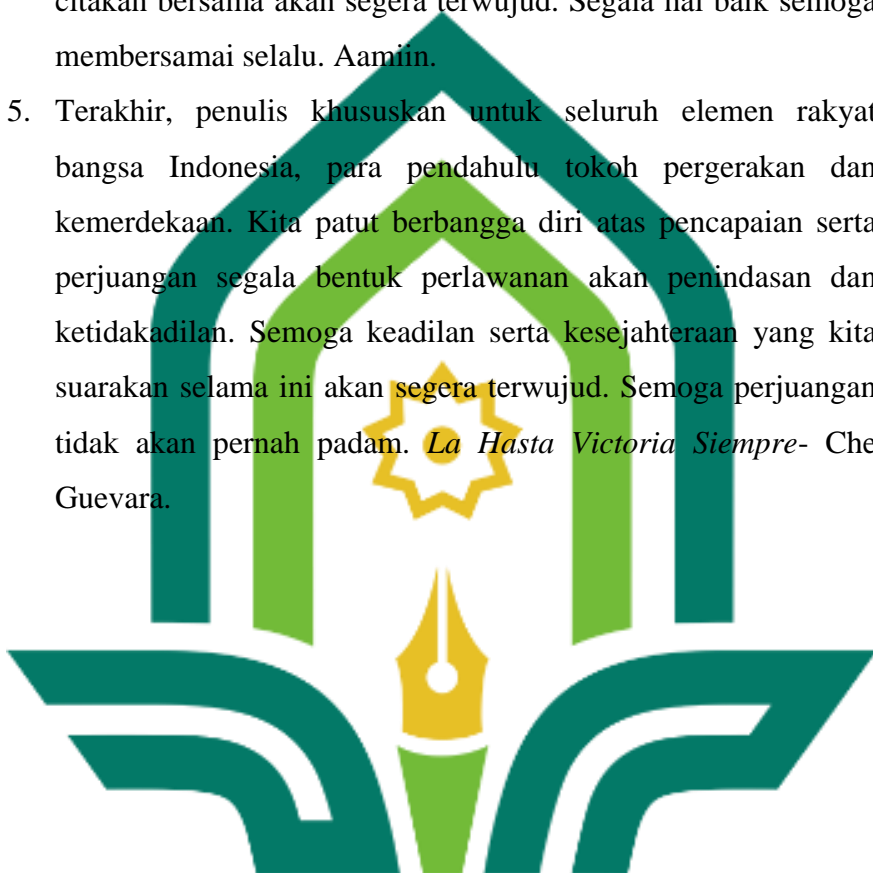 citakan bersama akan segera terwujud. Segala hal baik semoga
membersamai selalu. Aamiin.
5. Terakhir, penulis khususkan untuk seluruh elemen rakyat
bangsa Indonesia, para pendahulu tokoh pergerakan dan
kemerdekaan. Kita patut berbangga diri atas pencapaian serta
perjuangan segala bentuk perlawanan akan penindasan dan
ketidakadilan. Semoga keadilan serta kesejahteraan yang kita
suarakan selama ini akan segera terwujud. Semoga perjuangan
tidak akan pernah padam. La Hasta Victoria Siempre- Che
Guevara.